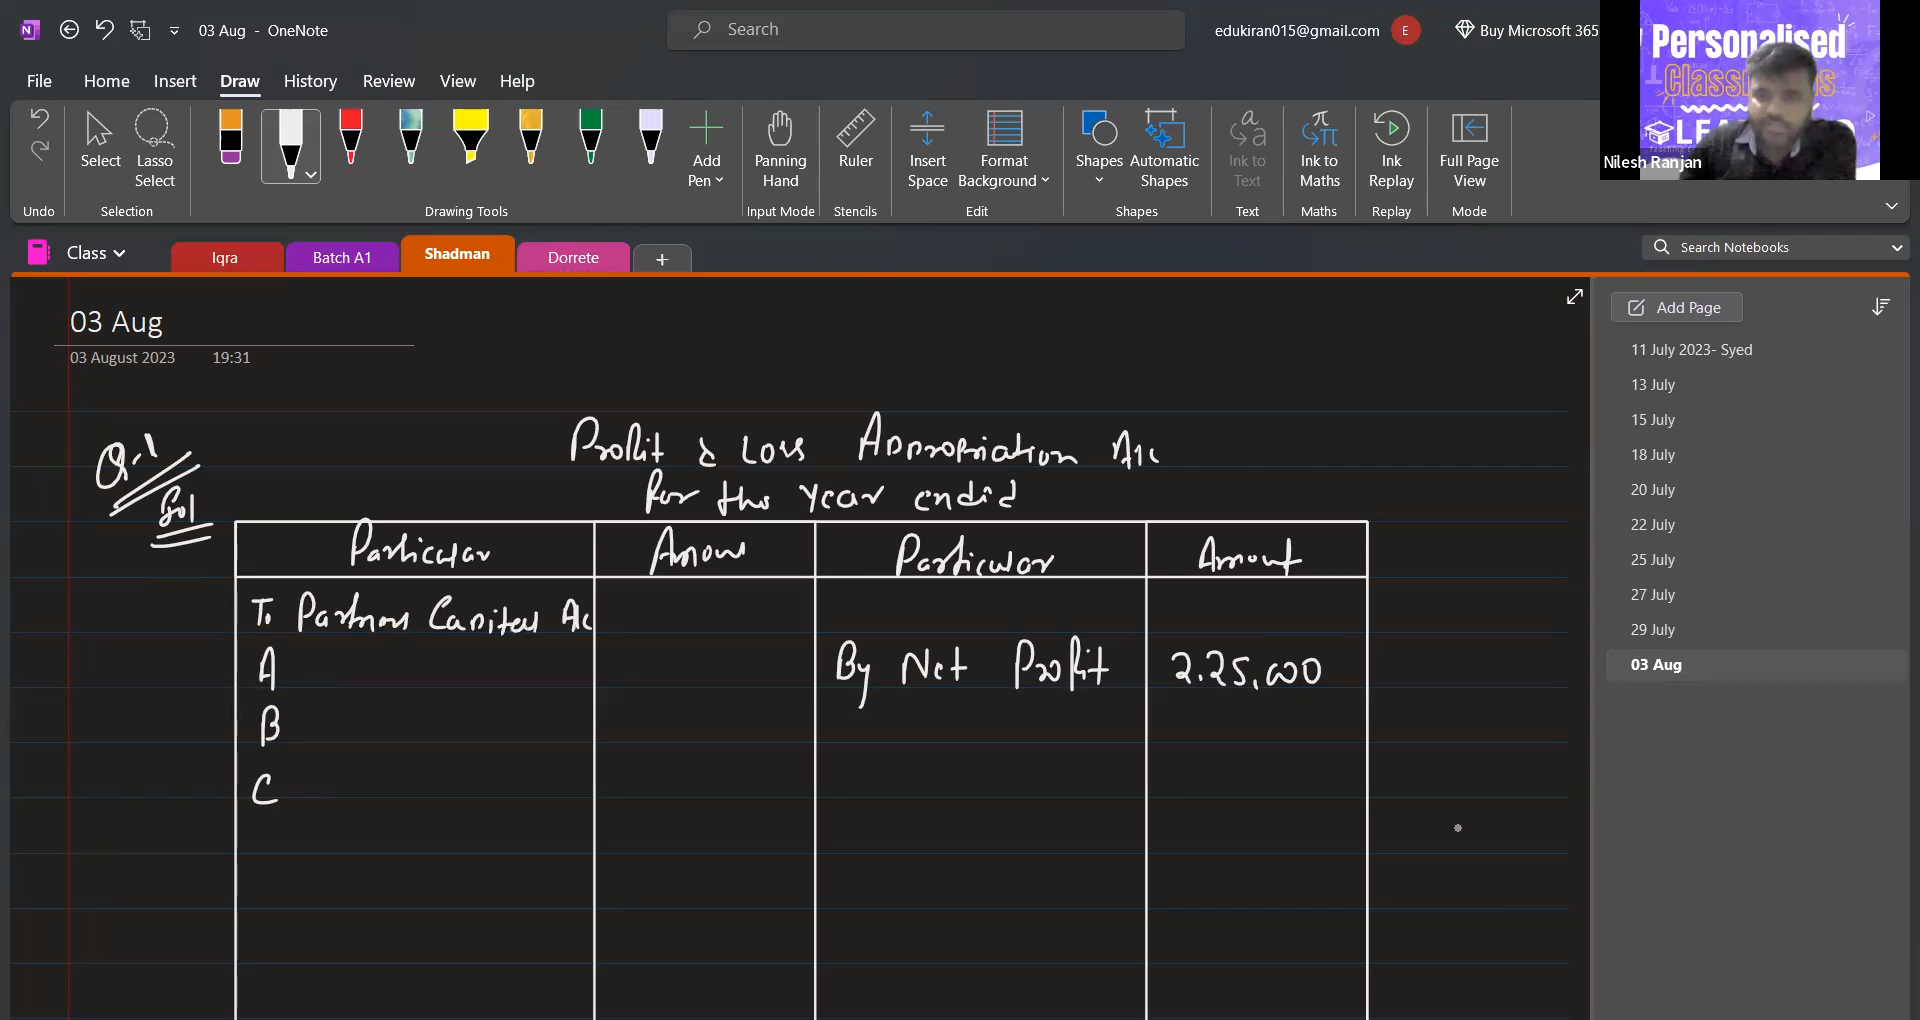 03 Aug - OneNote
Search
edukiran015@gmail.com
E
Buy Microsoft 365
File Home Insert Draw History Review View Help
Select
Lasso Select
Add Pen
Panning Hand
Ruler
Insert Space
Format Background
Shapes
Automatic Shapes
Ink to Text
Ink to Maths
Ink Replay
Full Page View
Undo Selection Drawing Tools Input Mode Stencils Edit Shapes Text Maths Replay Mode
Personalised
Nilesh Ranjan
Class
Iqra Batch A1 Shadman Dorrete +
Search Notebooks
03 Aug
03 August 2023 19:31
Q.1
Sol
Profit & Loss Appropriation A/c
for the year ended
Particular Amoun Particular Amount
To Partners Capital A/c
A By Net Profit 2,25,000
B
C
Add Page
11 July 2023- Syed
13 July
15 July
18 July
20 July
22 July
25 July
27 July
29 July
03 Aug